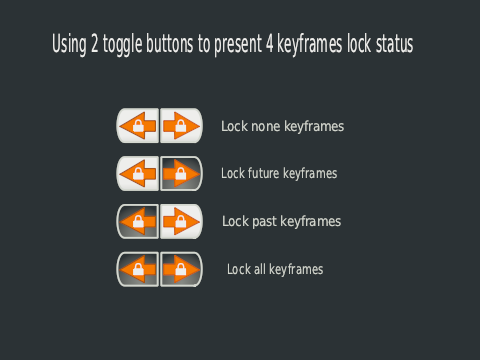 Using 2 toggle buttons to present 4 keyframes lock status
Lock none keyframes
Lock future keyframes
Lock past keyframes
Lock all keyframes